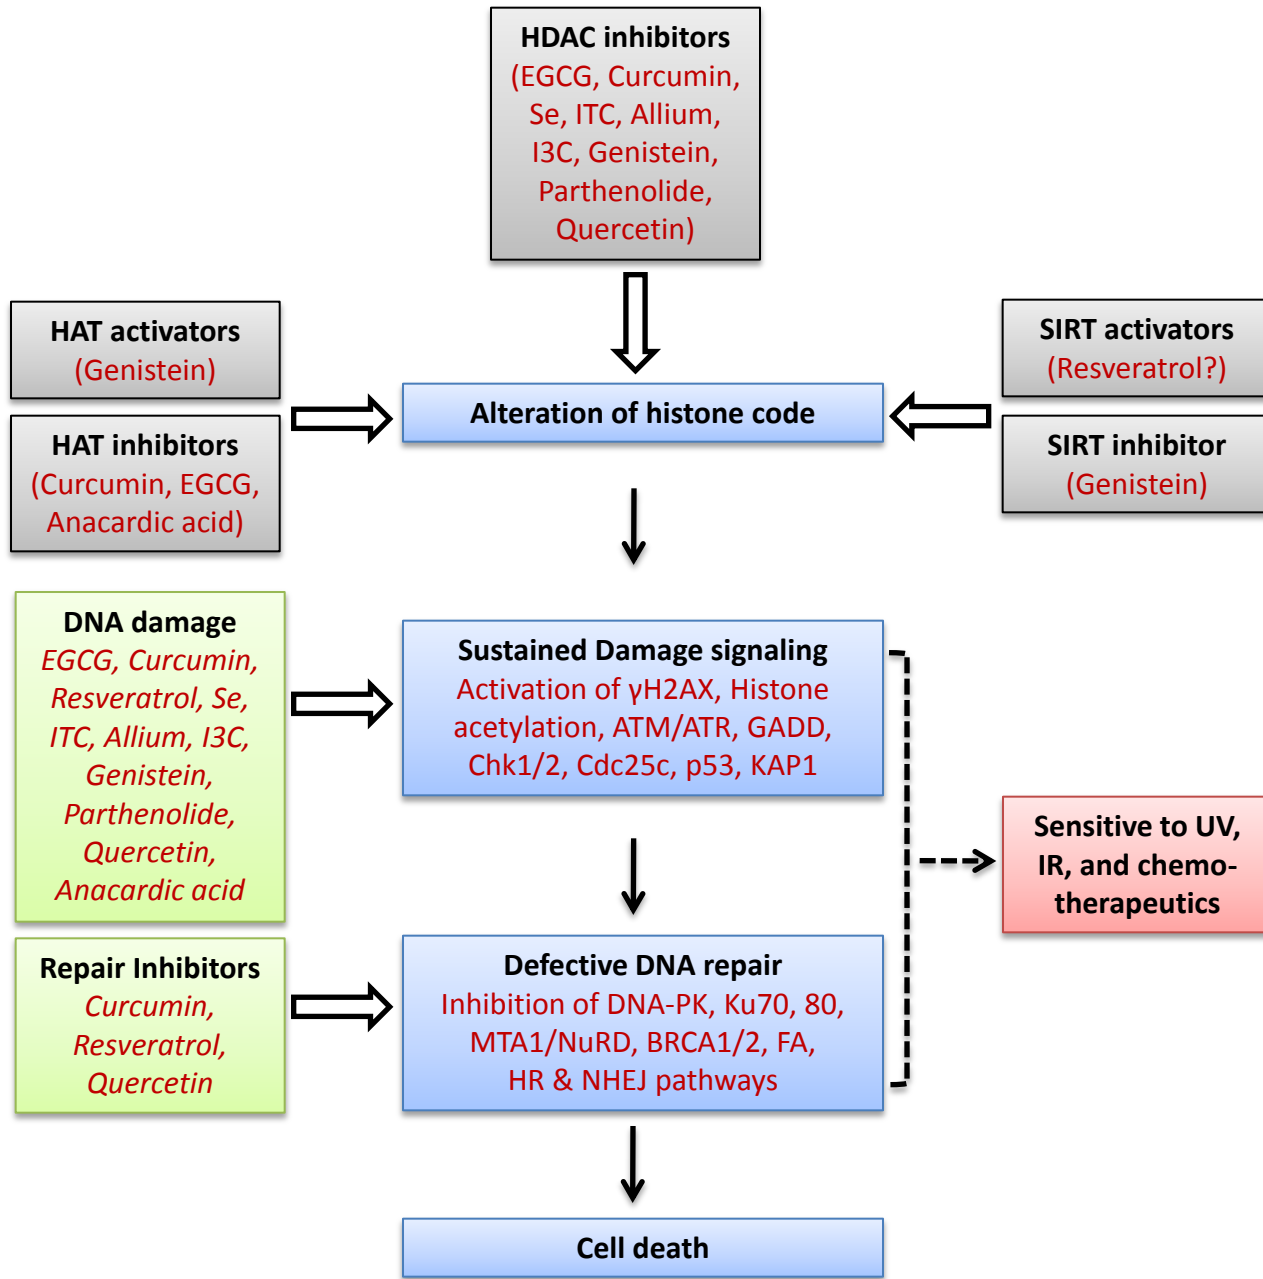 HDAC inhibitors
(EGCG, Curcumin,
Se, ITC, Allium,
I3C, Genistein,
Parthenolide,
Quercetin)
HAT activators
(Genistein)
HAT inhibitors
(Curcumin, EGCG,
Anacardic acid)
Alteration of histone code
SIRT activators
(Resveratrol?)
SIRT inhibitor
(Genistein)
DNA damage
EGCG, Curcumin,
Resveratrol, Se,
ITC, Allium, I3C,
Genistein,
Parthenolide,
Quercetin,
Anacardic acid
Sustained Damage signaling
Activation of γH2AX, Histone
acetylation, ATM/ATR, GADD,
Chk1/2, Cdc25c, p53, KAP1
Sensitive to UV,
IR, and chemo-
therapeutics
Repair Inhibitors
Curcumin,
Resveratrol,
Quercetin
Defective DNA repair
Inhibition of DNA-PK, Ku70, 80,
MTA1/NuRD, BRCA1/2, FA,
HR & NHEJ pathways
Cell death